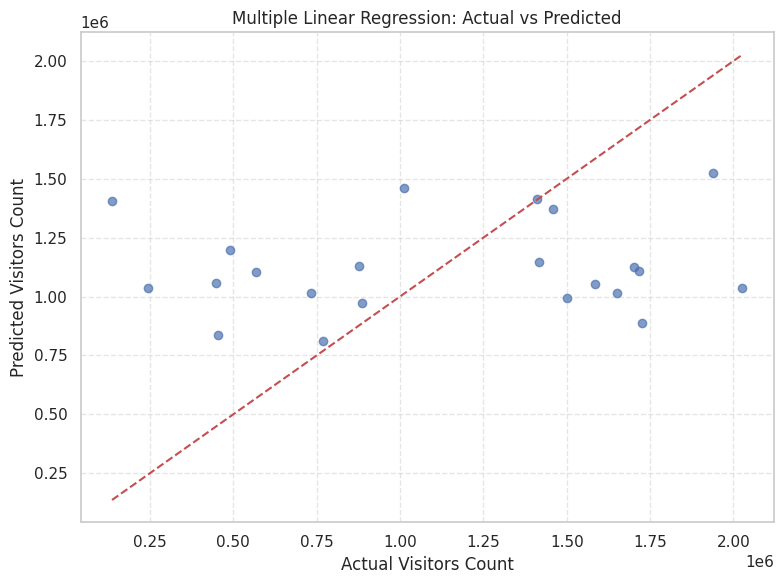 Multiple Linear Regression: Actual vs Predicted
1e6
2.00
1.75
1.50
1.25
1.00
0.75
0.50
0.25
Predicted Visitors Count
0.25 0.50 0.75 1.00 1.25 1.50 1.75 2.00
1e6
Actual Visitors Count